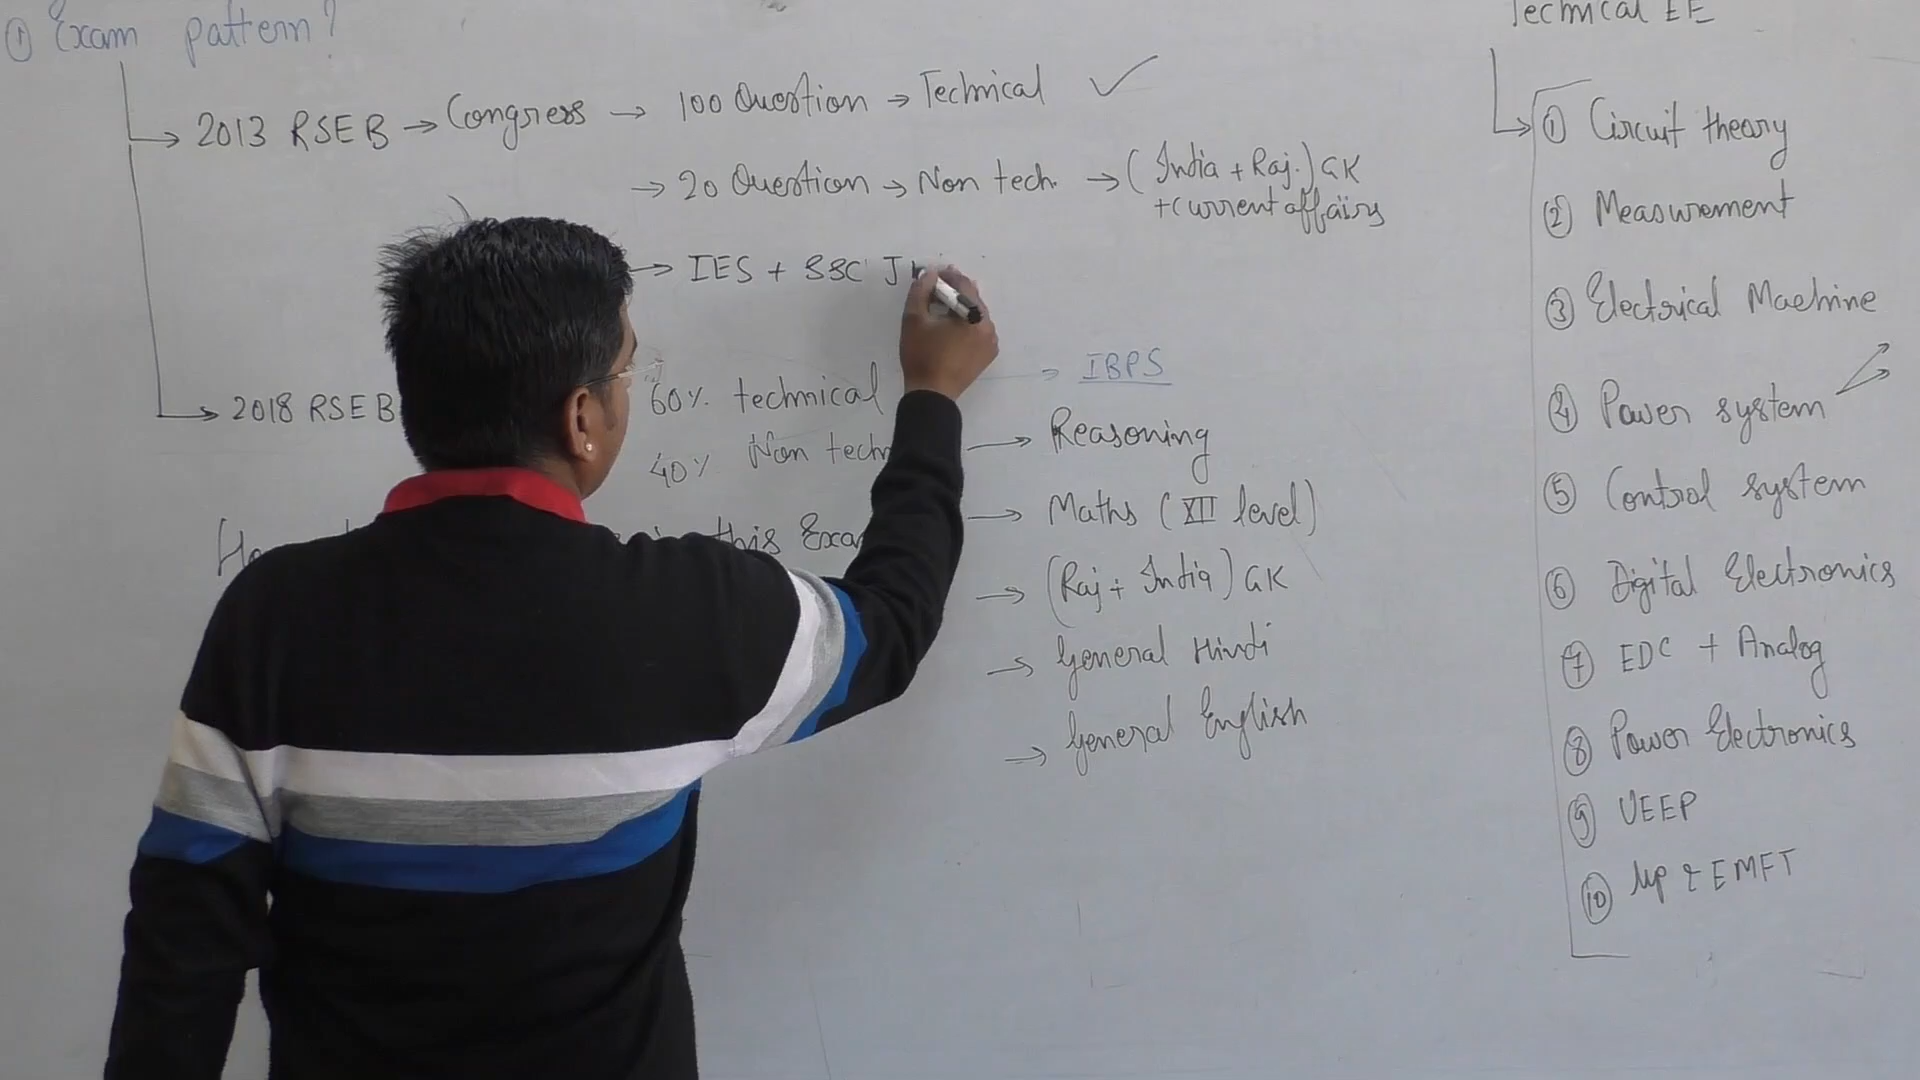 ① Exam pattern?
→ 2013 RSEB → Congress → 100 Question → Technical ✓
→ 20 Question → Non tech. → (India + Raj.) GK
+ Current affairs
→ IES + SSC J
→ 2018 RSEB
60% technical
40% Non tech
→ IBPS
→ Reasoning
→ Maths (XII level)
→ (Raj + India) GK
→ General Hindi
→ General English
this
Technical EE
① Circuit theory
② Measurement
③ Electrical Machine
④ Power system
⑤ Control system
⑥ Digital Electronics
⑦ EDC + Analog
⑧ Power Electronics
⑨ UEEP
⑩ Mp & EMFT